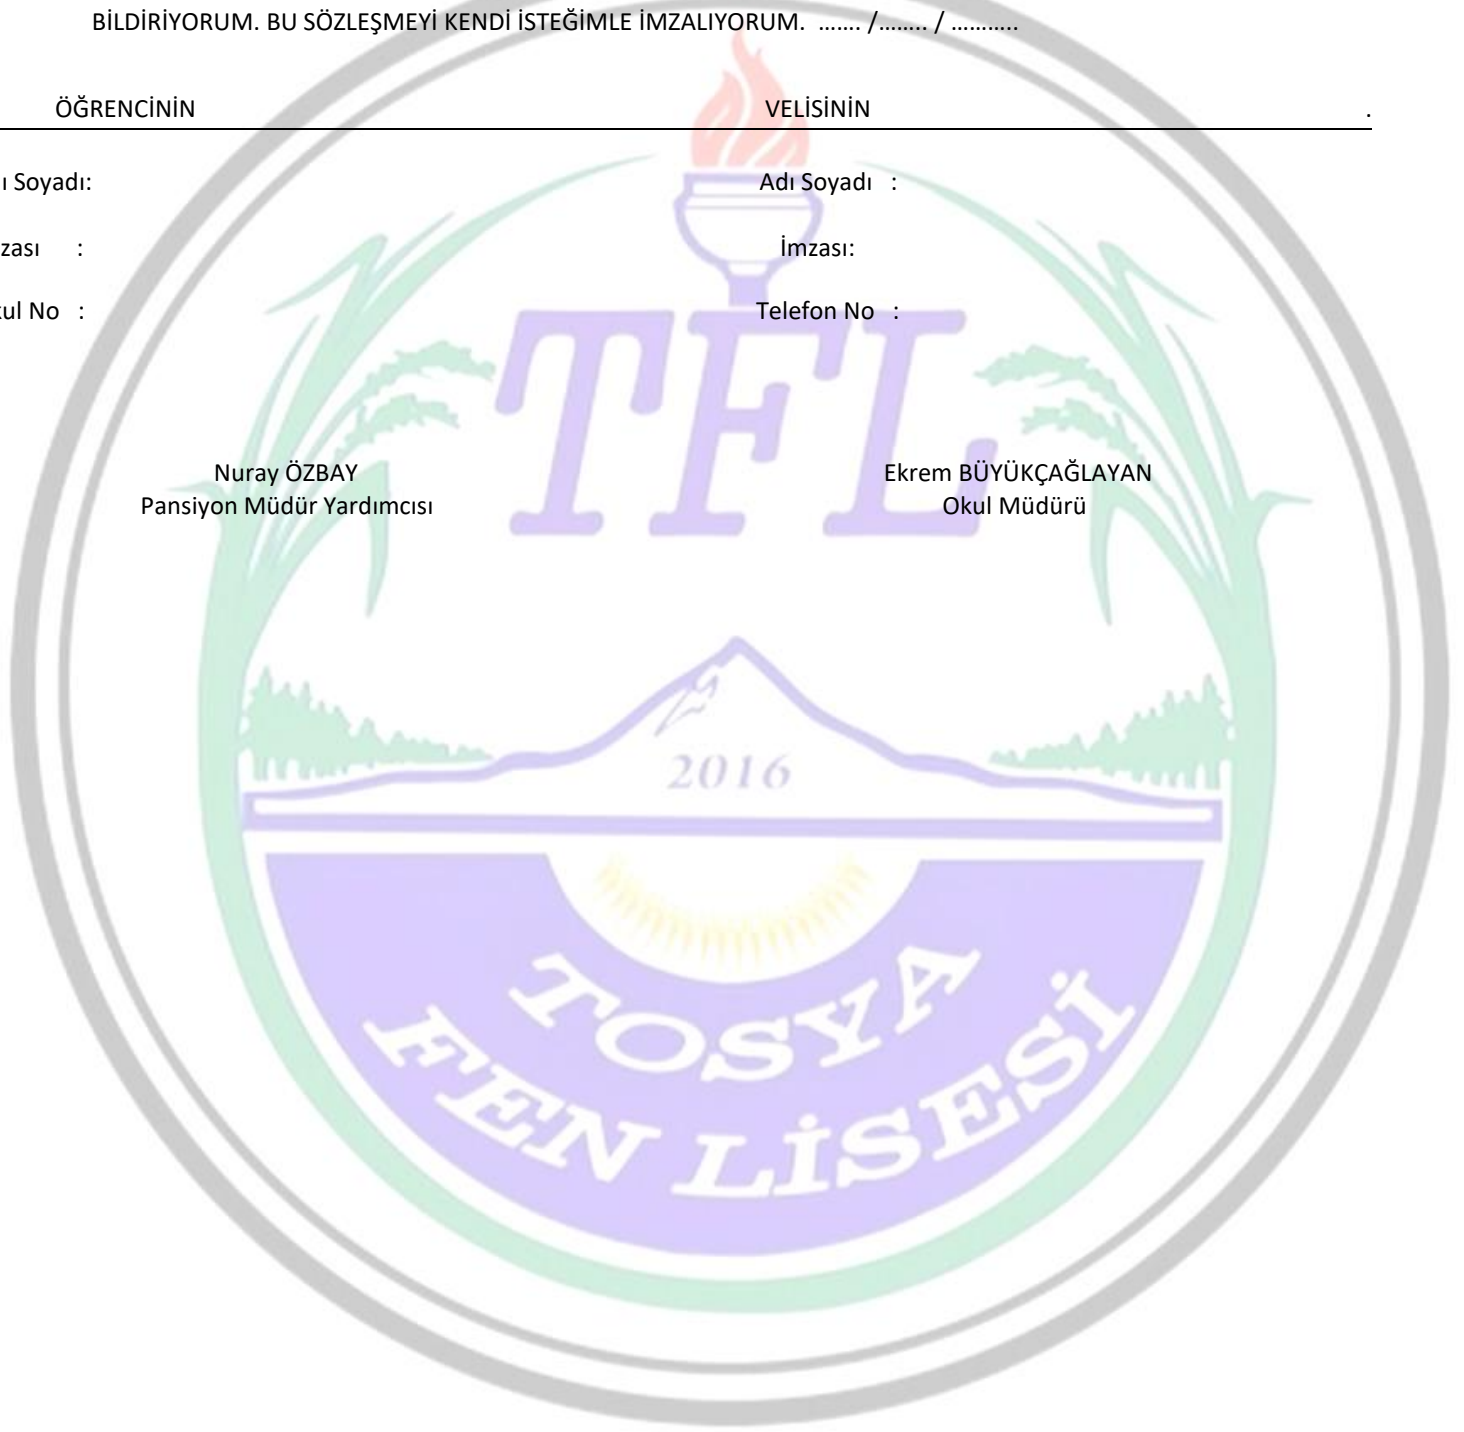 BİLDİRİYORUM. BU SÖZLEŞMEYİ KENDİ İSTEĞİMLE İMZALIYORUM. ……. /…….. / ………..
ÖĞRENCİNİN VELİSİNİN .
ı Soyadı: Adı Soyadı :
zası : İmzası:
ul No : Telefon No :
Nuray ÖZBAY Ekrem BÜYÜKÇAĞLAYAN
Pansiyon Müdür Yardımcısı Okul Müdürü
TFL
2016
TOSYA
FEN LİSESİ